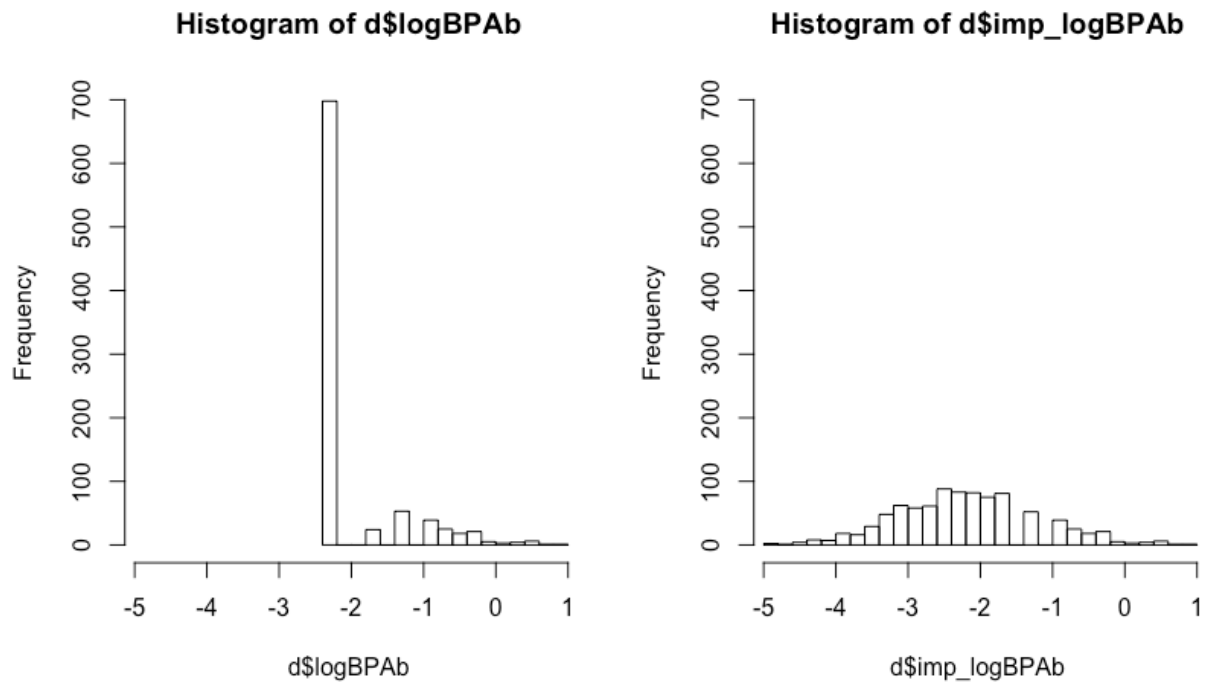 Histogram of d$logBPAb
700
600
500
400
300
200
100
0
Frequency
-5 -4 -3 -2 -1 0 1
d$logBPAb
Histogram of d$imp_logBPAb
700
600
500
400
300
200
100
0
Frequency
-5 -4 -3 -2 -1 0 1
d$imp_logBPAb